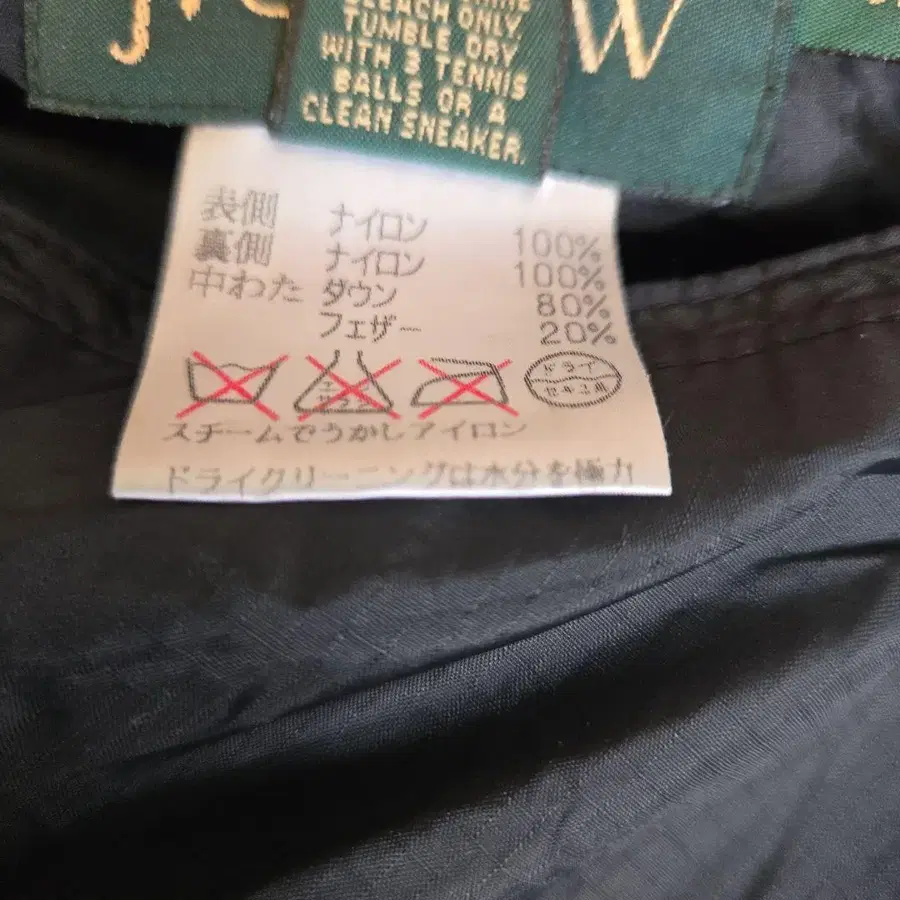 W
BLEACH ONLY.
TUMBLE DRY
WITH 3 TENNIS
BALLS OR A
CLEAN SNEAKER.
表側 ナイロン 100%
裏側 ナイロン 100%
中わた ダウン 80%
フェザー 20%
ドライ
セキユ系
スチームでうかしアイロン
ドライクリーニングは水分を極力